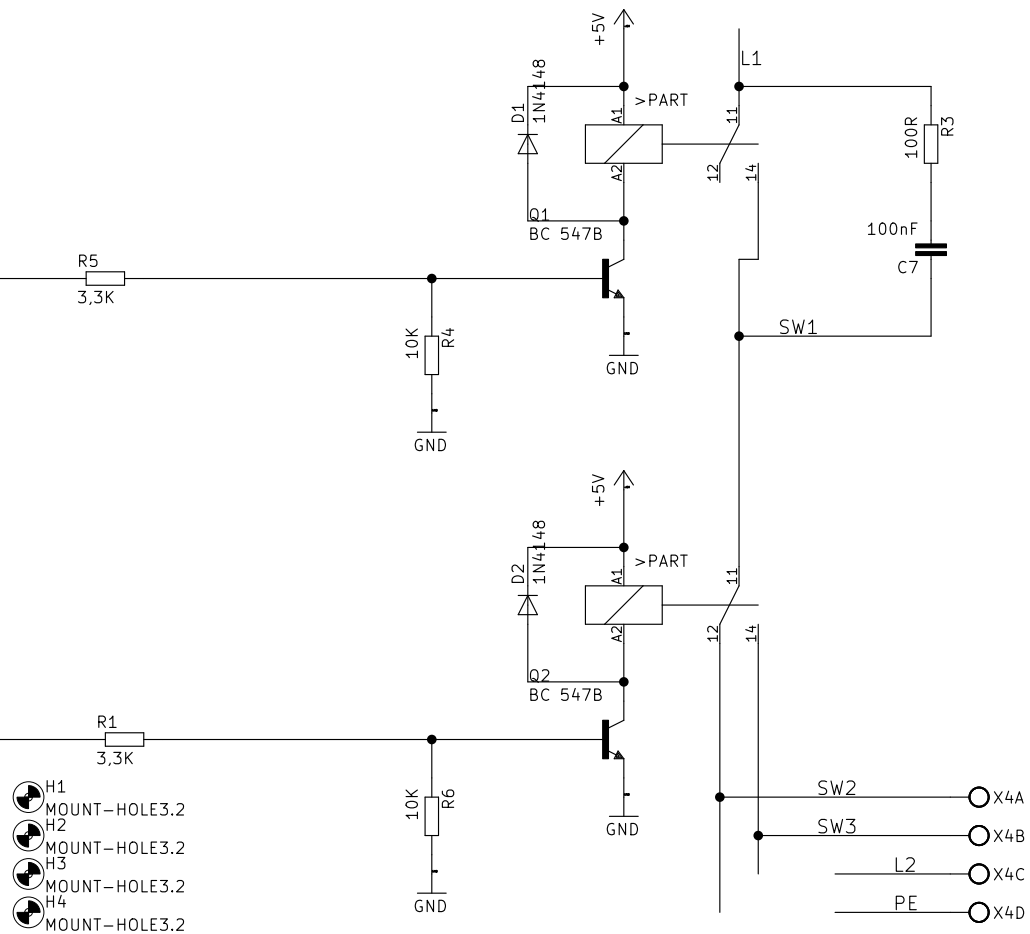 +5V
L1
1N4148
D1
>PART
A1
A2
11
12
14
100R
R3
Q1
BC 547B
100nF
C7
R5
3,3K
SW1
10K
R4
GND
GND
+5V
1N4148
D2
>PART
A1
A2
11
12
14
Q2
BC 547B
R1
3,3K
10K
R6
GND
GND
H1
MOUNT-HOLE3.2
H2
MOUNT-HOLE3.2
H3
MOUNT-HOLE3.2
H4
MOUNT-HOLE3.2
SW2
X4A
SW3
X4B
L2
X4C
PE
X4D